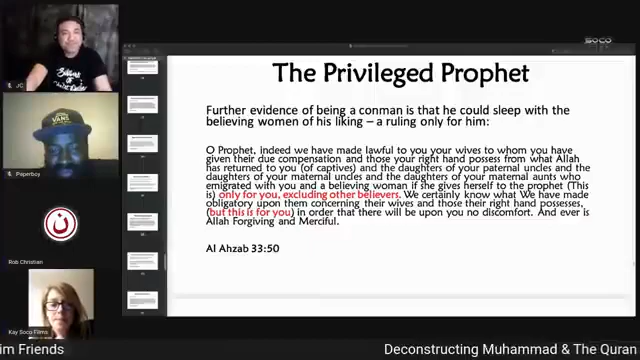 SOCO
JC
VANS
Paperboy
ن
Rob Christian
Kay Soco Films
The Privileged Prophet
Further evidence of being a conman is that he could sleep with the
believing women of his liking – a ruling only for him:
O Prophet, indeed we have made lawful to you your wives to whom you have
given their due compensation and those your right hand possess from what Allah
has returned to you (of captives) and the daughters of your paternal uncles and the
daughters of your maternal uncles and the daughters of your maternal aunts who
emigrated with you and a believing woman if she gives herself to the prophet (This
is) only for you, excluding other believers. We certainly know what We have made
obligatory upon them concerning their wives and those their right hand possesses,
(but this is for you) in order that there will be upon you no discomfort. And ever is
Allah Forgiving and Merciful.
Al Ahzab 33:50
im Friends
Deconstructing Muhammad & The Quran